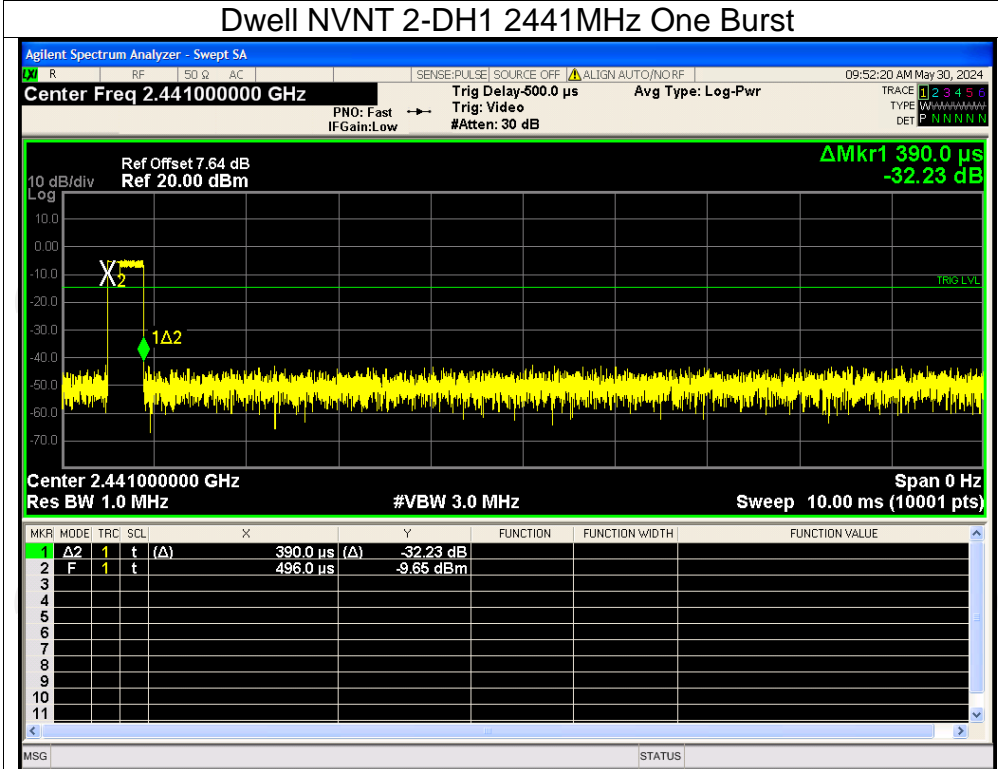 Dwell NVNT 2-DH1 2441MHz One Burst
Agilent Spectrum Analyzer - Swept SA
LXI R RF 50 Ω AC SENSE:PULSE SOURCE OFF ALIGN AUTO/NO RF 09:52:20 AM May 30, 2024
Center Freq 2.441000000 GHz Trig Delay-500.0 μs Avg Type: Log-Pwr TRACE 1 2 3 4 5 6
PNO: Fast Trig: Video TYPE W
IFGain:Low #Atten: 30 dB DET P N N N N N
Ref Offset 7.64 dB ΔMkr1 390.0 μs
10 dB/div Ref 20.00 dBm -32.23 dB
Log
10.0
0.00
-10.0
X2
TRIG LVL
-20.0
-30.0
1Δ2
-40.0
-50.0
-60.0
-70.0
Center 2.441000000 GHz Span 0 Hz
Res BW 1.0 MHz #VBW 3.0 MHz Sweep 10.00 ms (10001 pts)
MKR MODE TRC SCL X Y FUNCTION FUNCTION WIDTH FUNCTION VALUE
1 Δ2 1 t (Δ) 390.0 μs (Δ) -32.23 dB
2 F 1 t 496.0 μs -9.65 dBm
3
4
5
6
7
8
9
10
11
MSG STATUS